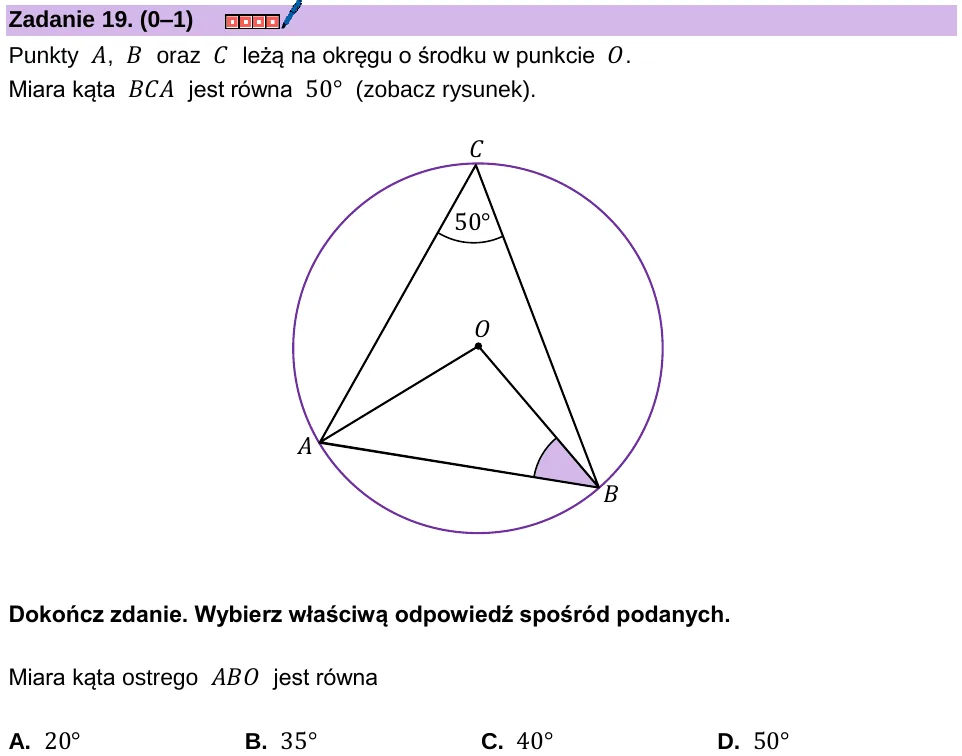 Zadanie 19. (0–1)
Punkty A, B oraz C leżą na okręgu o środku w punkcie O.
Miara kąta BCA jest równa 50° (zobacz rysunek).
C
50°
O
A
B
Dokończ zdanie. Wybierz właściwą odpowiedź spośród podanych.
Miara kąta ostrego ABO jest równa
A. 20° B. 35° C. 40° D. 50°